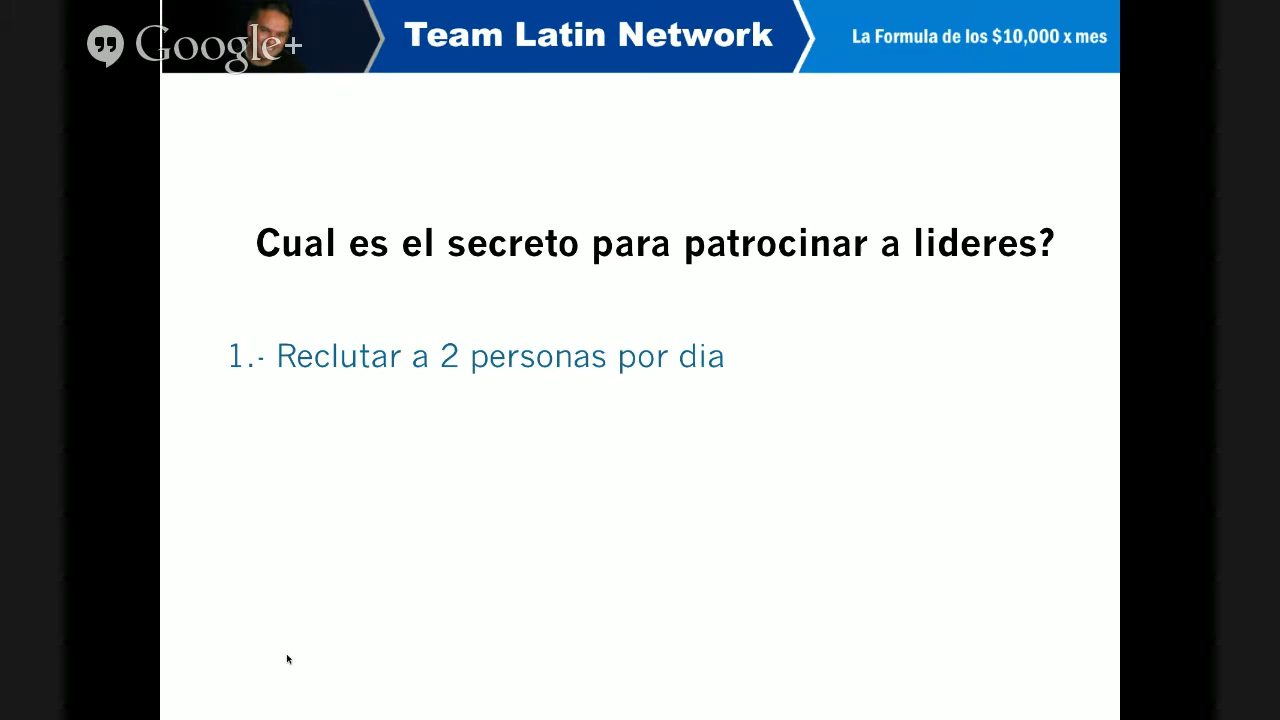 Google+
Team Latin Network
La Formula de los $10,000 x mes
Cual es el secreto para patrocinar a lideres?
1.- Reclutar a 2 personas por dia